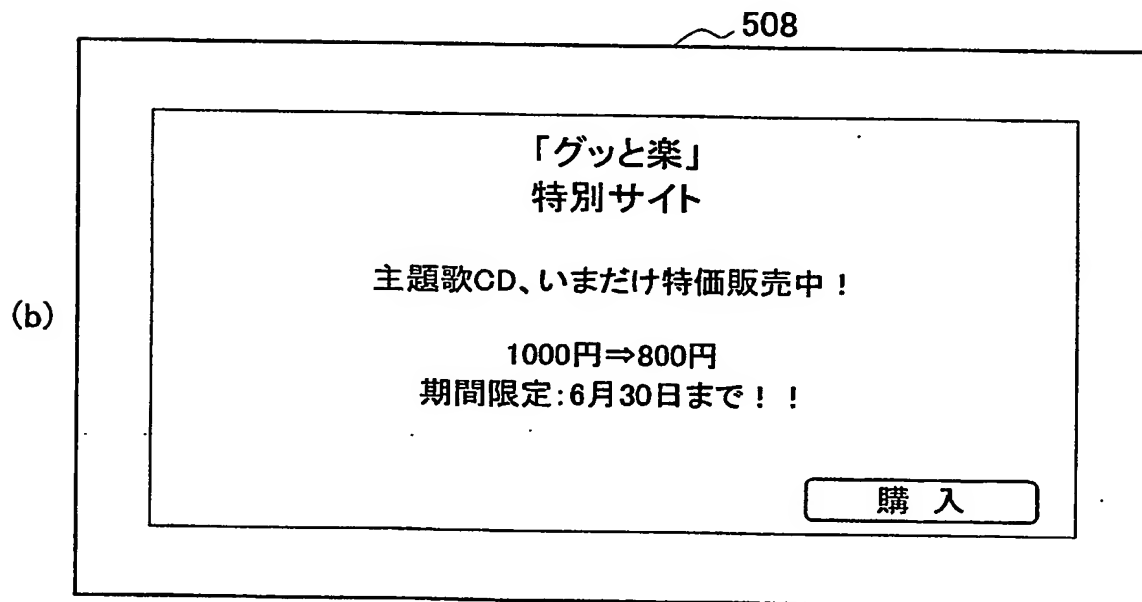 508
「グッと楽」
特別サイト
主題歌CD、いまだけ特価販売中！
(b)
1000円⇒800円
期間限定:6月30日まで！！
購 入